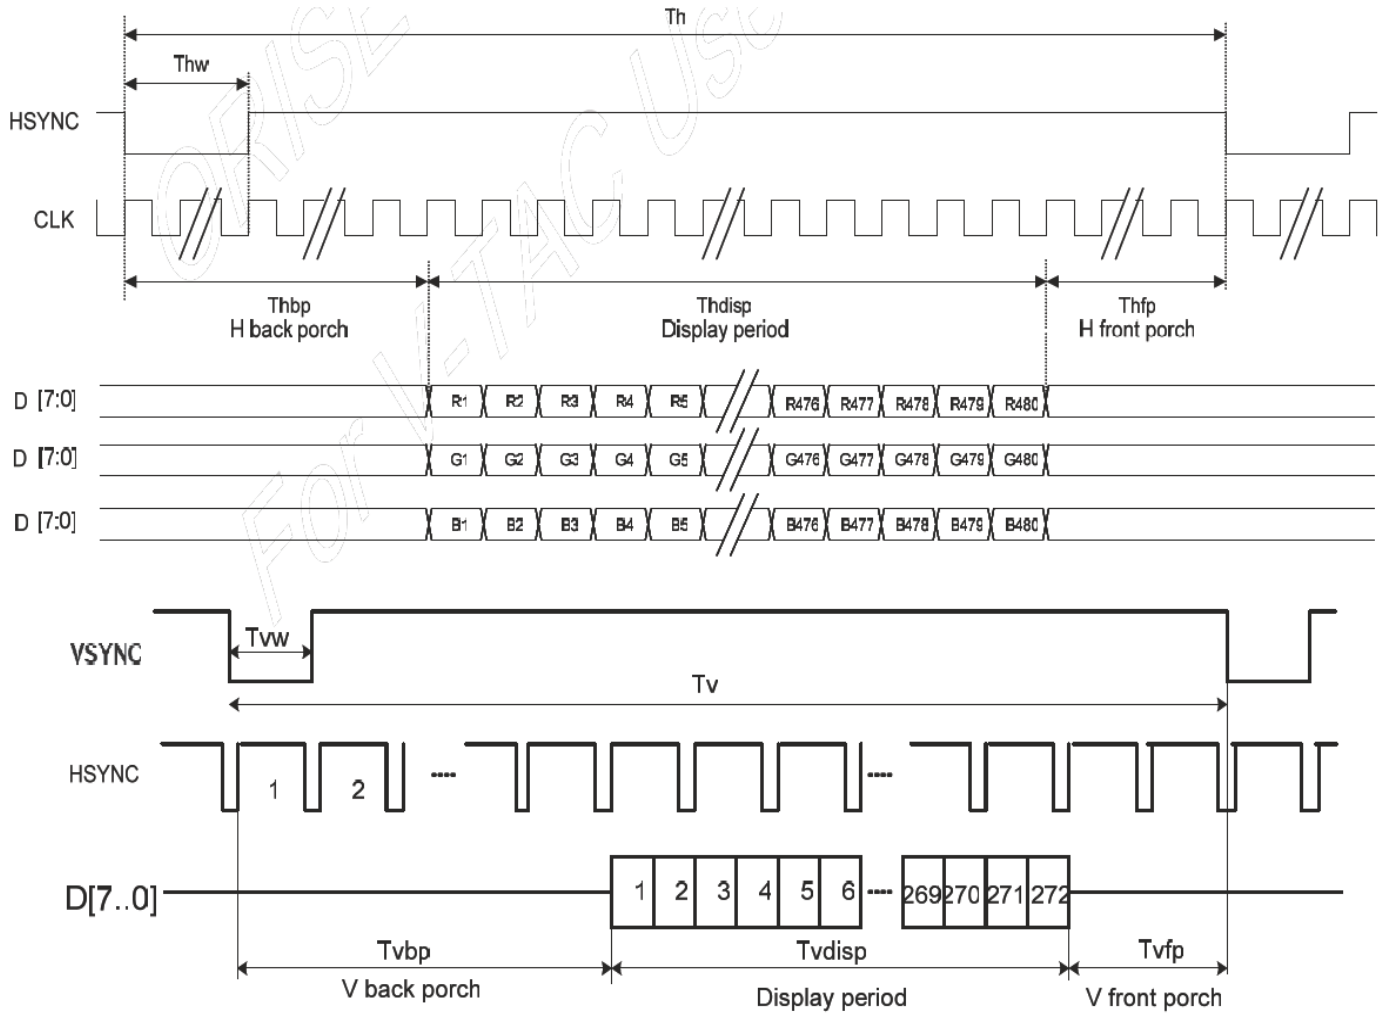 Th
Thw
HSYNC
CLK
Thbp
H back porch
Thdisp
Display period
Thfp
H front porch
D [7:0] R1 R2 R3 R4 R5 R476 R477 R478 R479 R480
D [7:0] G1 G2 G3 G4 G5 G476 G477 G478 G479 G480
D [7:0] B1 B2 B3 B4 B5 B476 B477 B478 B479 B480
ORISE
For V-TAC Use
VSYNC
Tvw
Tv
HSYNC
1 2 ----
----
D[7..0] 1 2 3 4 5 6 ---- 269 270 271 272
Tvbp
V back porch
Tvdisp
Display period
Tvfp
V front porch